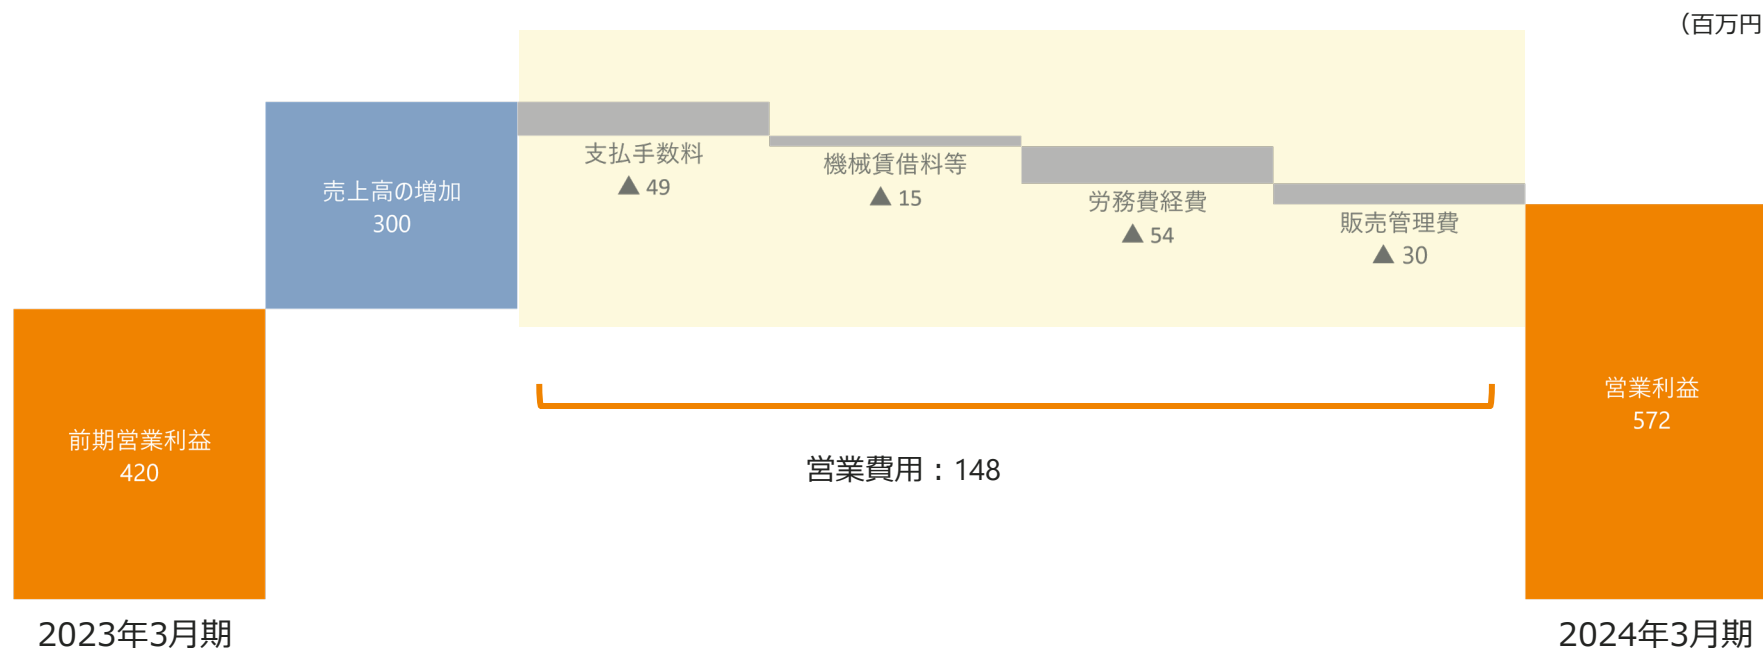 （百万円
売上高の増加
300
支払手数料
▲ 49
機械賃借料等
▲ 15
労務費経費
▲ 54
販売管理費
▲ 30
前期営業利益
420
営業利益
572
営業費用：148
2023年3月期
2024年3月期